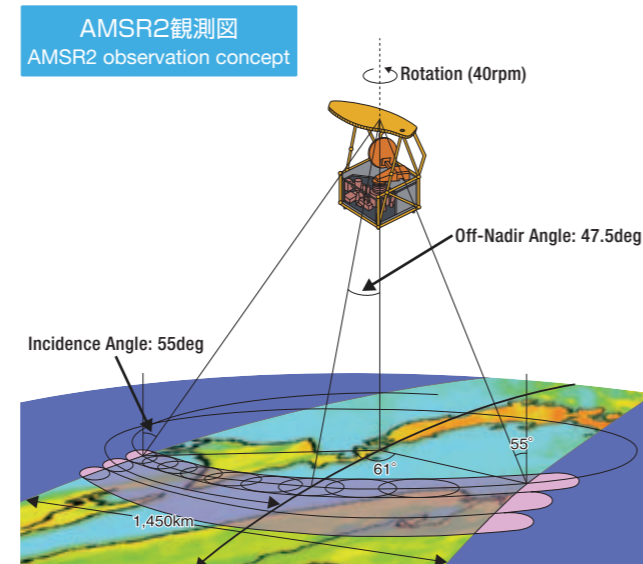 AMSR2観測図
AMSR2 observation concept
Rotation (40rpm)
Off-Nadir Angle: 47.5deg
Incidence Angle: 55deg
55°
61°
1,450km